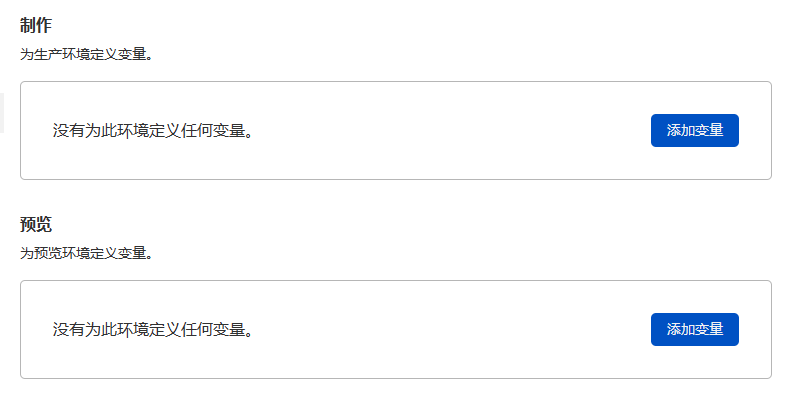 制作
为生产环境定义变量。
没有为此环境定义任何变量。
添加变量
预览
为预览环境定义变量。
没有为此环境定义任何变量。
添加变量